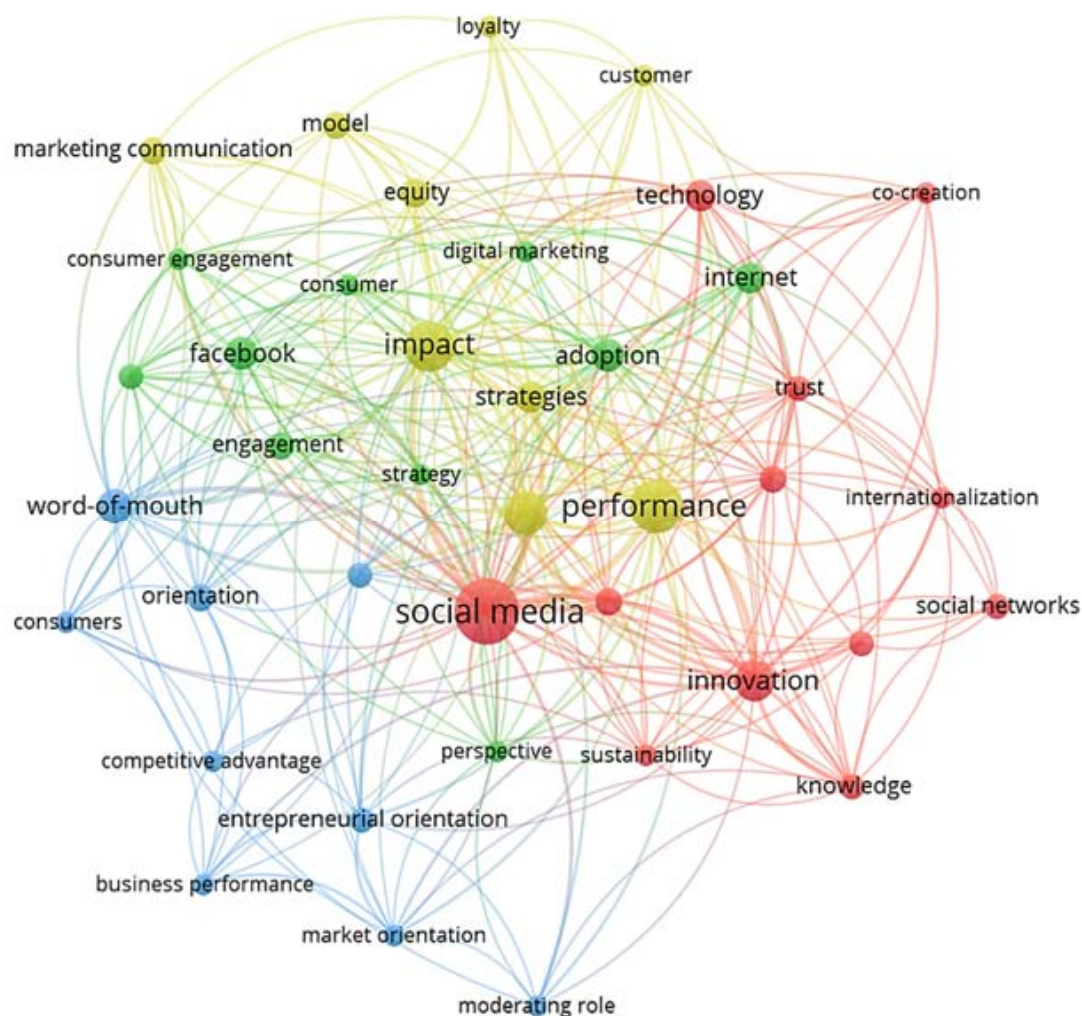 loyalty
customer
model
marketing communication
equity
technology
co-creation
digital marketing
consumer engagement
consumer
internet
impact
facebook
adoption
trust
strategies
engagement
strategy
internationalization
word-of-mouth
performance
orientation
social media
social networks
consumers
innovation
perspective
sustainability
competitive advantage
knowledge
entrepreneurial orientation
business performance
market orientation
moderating role